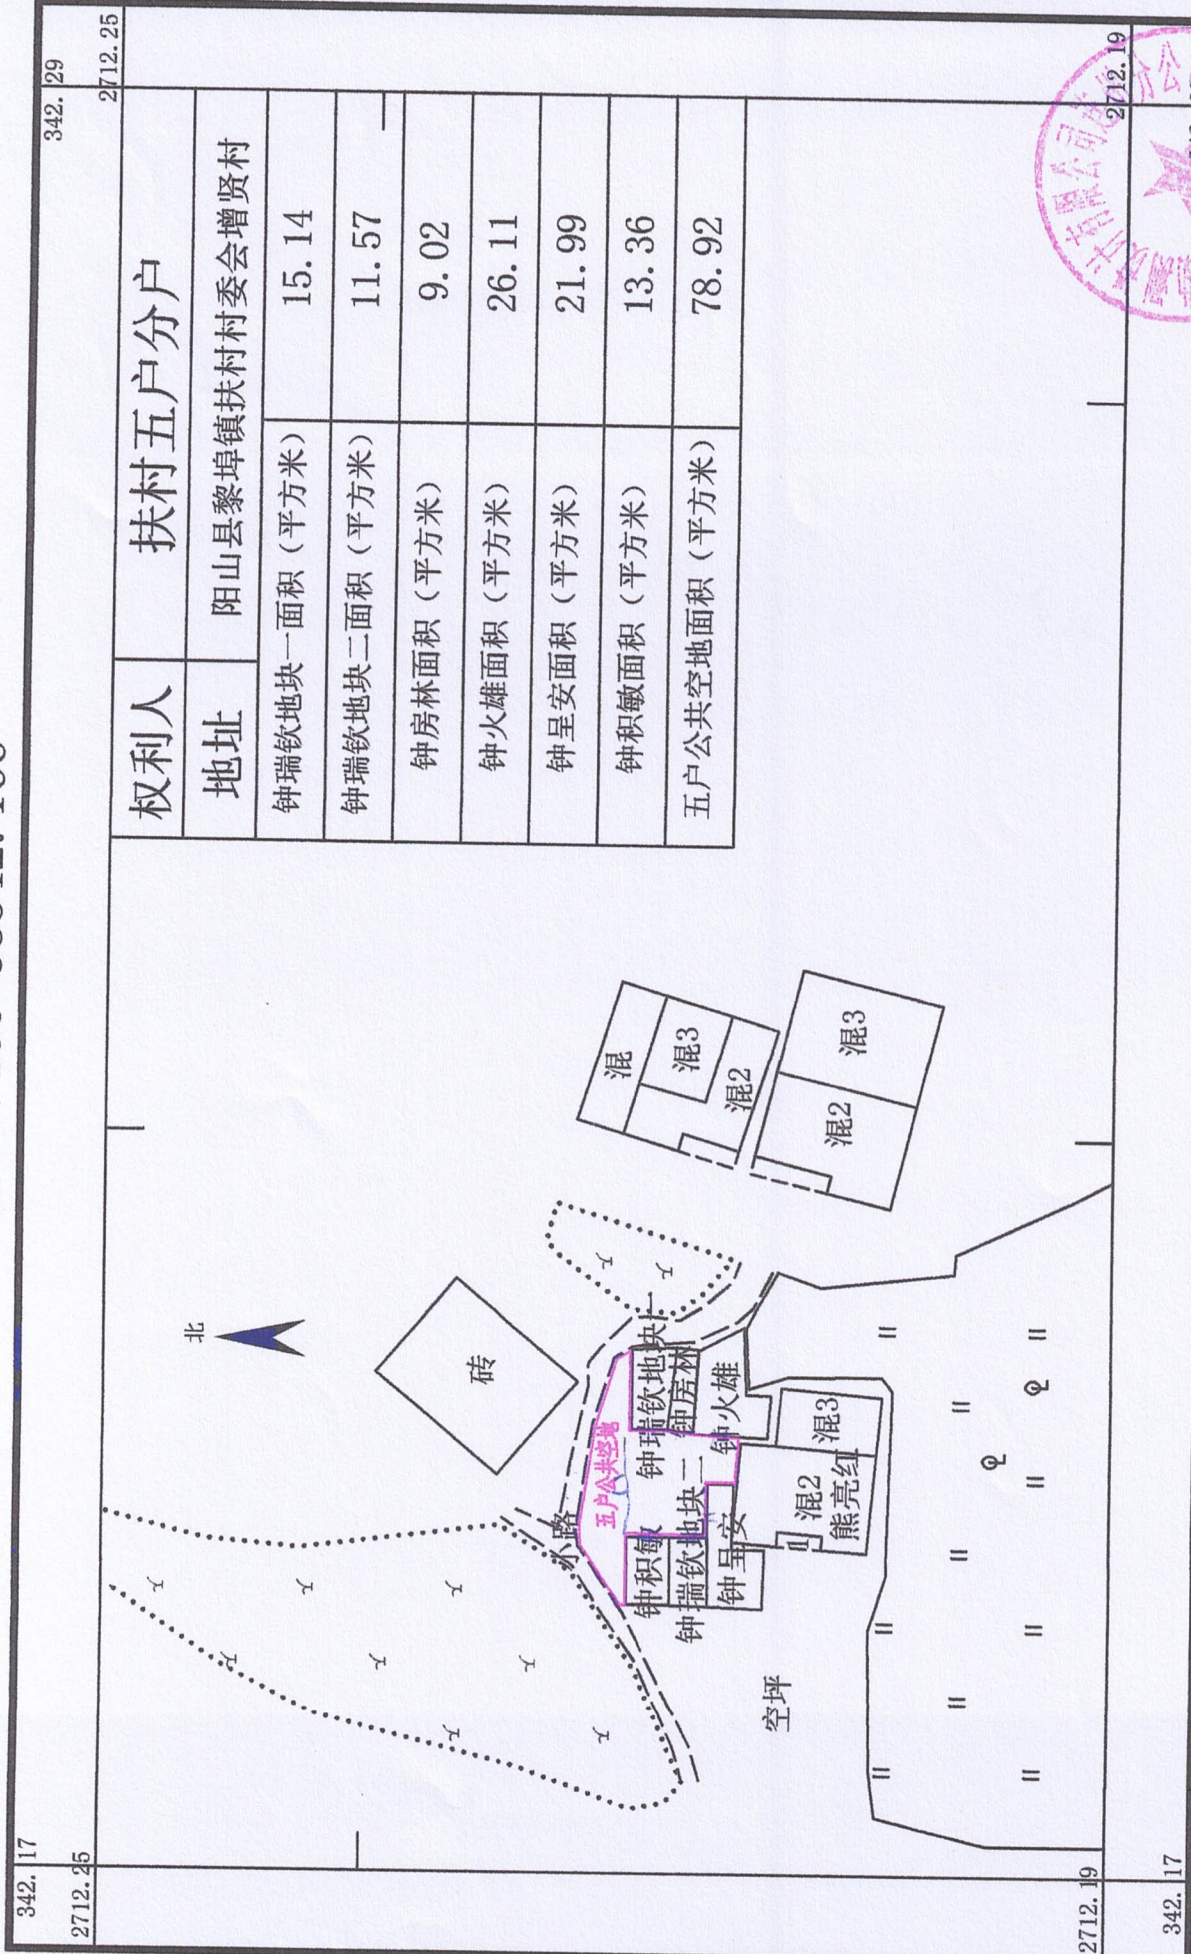 342.17
342.29
2712.25
2712.25
权利人
扶村五户分户
地址
阳山县黎埠镇扶村村委会增贤村
钟瑞钦地块一面积（平方米）
15.14
钟瑞钦地块二面积（平方米）
11.57
钟房林面积（平方米）
9.02
钟火雄面积（平方米）
26.11
钟呈安面积（平方米）
21.99
钟积敏面积（平方米）
13.36
五户公共空地面积（平方米）
78.92
北
砖
小路
五户公共空地
钟积敏
钟瑞钦地块二
钟呈安
钟瑞钦地块一
钟房林
钟火雄
混
混3
混2
混2
混3
混3
混2
熊亮红
1
空坪
2712.19
2712.19
342.17